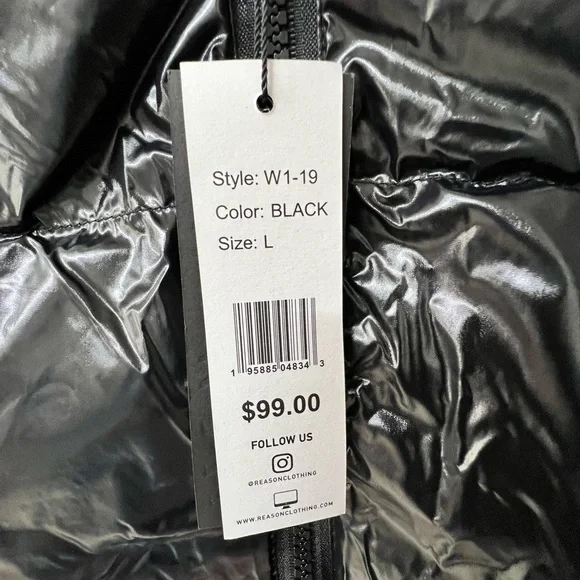 Style: W1-19
Color: BLACK
Size: L
1 95885 04834 3
$99.00
FOLLOW US
@REASONCLOTHING
WWW.REASONCLOTHING.COM